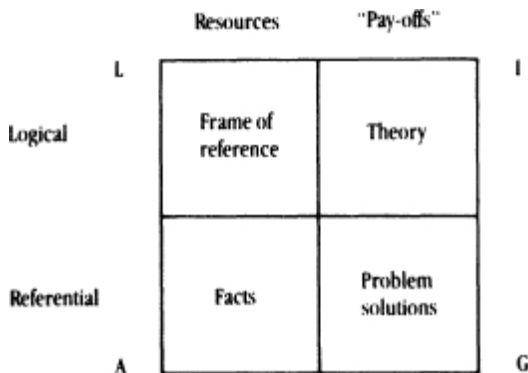 Resources "Pay-offs"
L I
Logical Frame of reference Theory
Referential Facts Problem solutions
A G